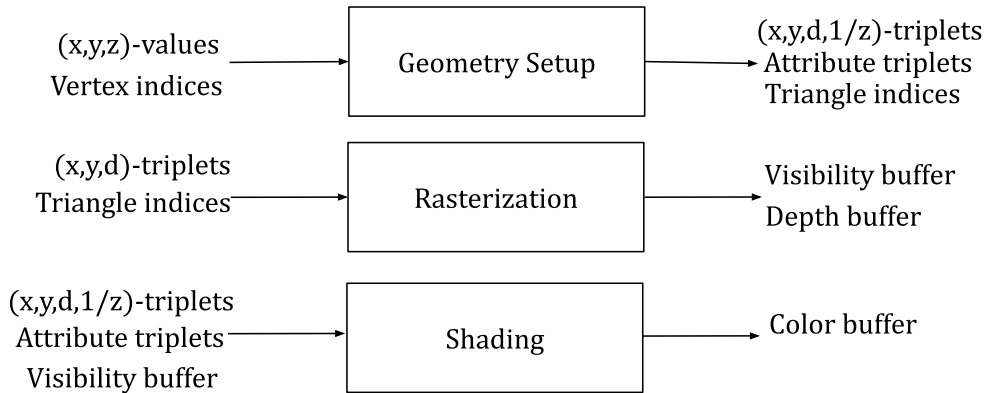 (x,y,z)-values
Vertex indices
Geometry Setup
(x,y,d,1/z)-triplets
Attribute triplets
Triangle indices
(x,y,d)-triplets
Triangle indices
Rasterization
Visibility buffer
Depth buffer
(x,y,d,1/z)-triplets
Attribute triplets
Visibility buffer
Shading
Color buffer